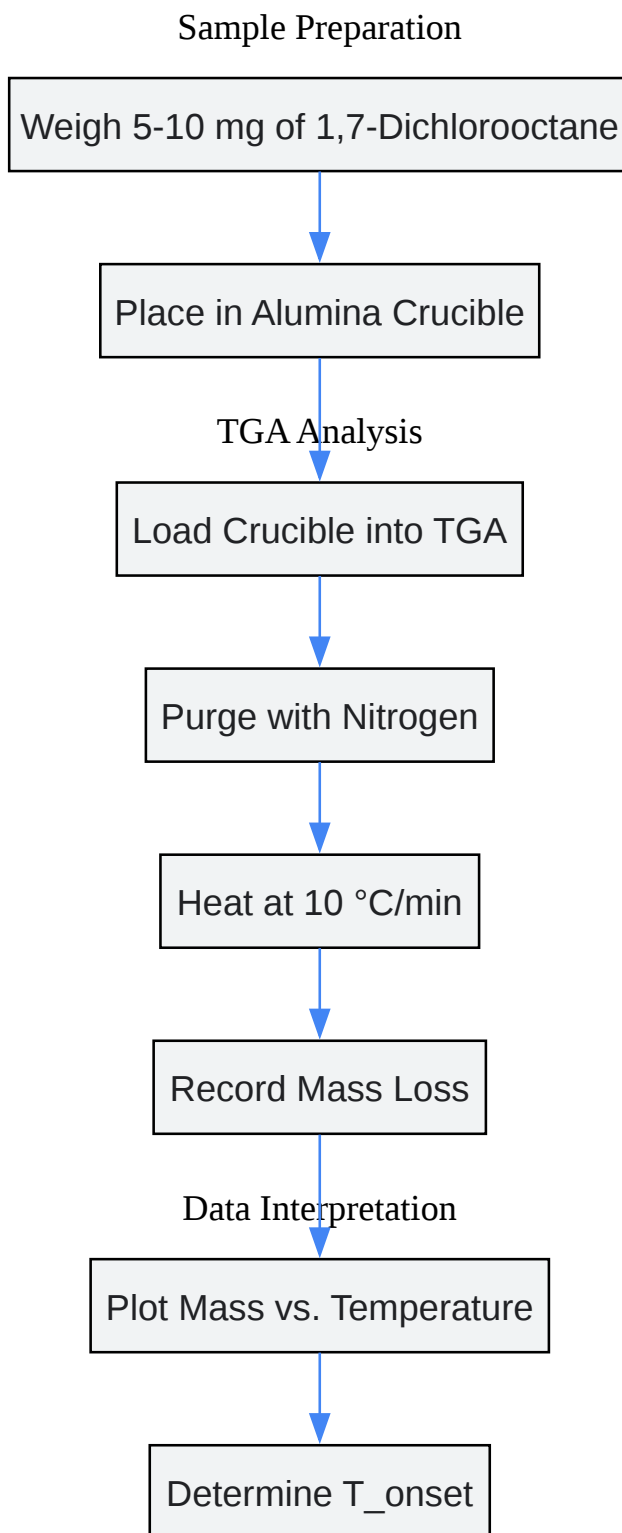 Sample Preparation
Weigh 5-10 mg of 1,7-Dichlorooctane
Place in Alumina Crucible
TGA Analysis
Load Crucible into TGA
Purge with Nitrogen
Heat at 10 °C/min
Record Mass Loss
Data Interpretation
Plot Mass vs. Temperature
Determine T_onset